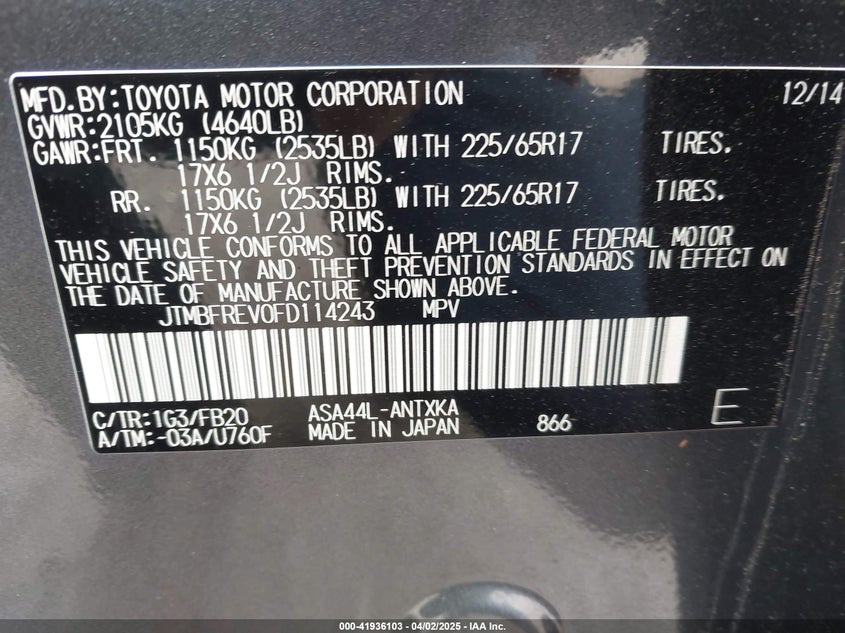 MFD.BY:TOYOTA MOTOR CORPORATION 12/14
GVWR:2105KG (4640LB)
GAWR:FRT. 1150KG (2535LB) WITH 225/65R17 TIRES.
17X6 1/2J RIMS.
RR. 1150KG (2535LB) WITH 225/65R17 TIRES.
17X6 1/2J RIMS.
THIS VEHICLE CONFORMS TO ALL APPLICABLE FEDERAL MOTOR
VEHICLE SAFETY AND THEFT PREVENTION STANDARDS IN EFFECT ON
THE DATE OF MANUFACTURE SHOWN ABOVE.
JTMBFREV0FD114243 MPV
C/TR:1G3/FB20 ASA44L-ANTXKA E
A/TM:-03A/U760F MADE IN JAPAN 866
000-41936103 - 04/02/2025 - IAA Inc.